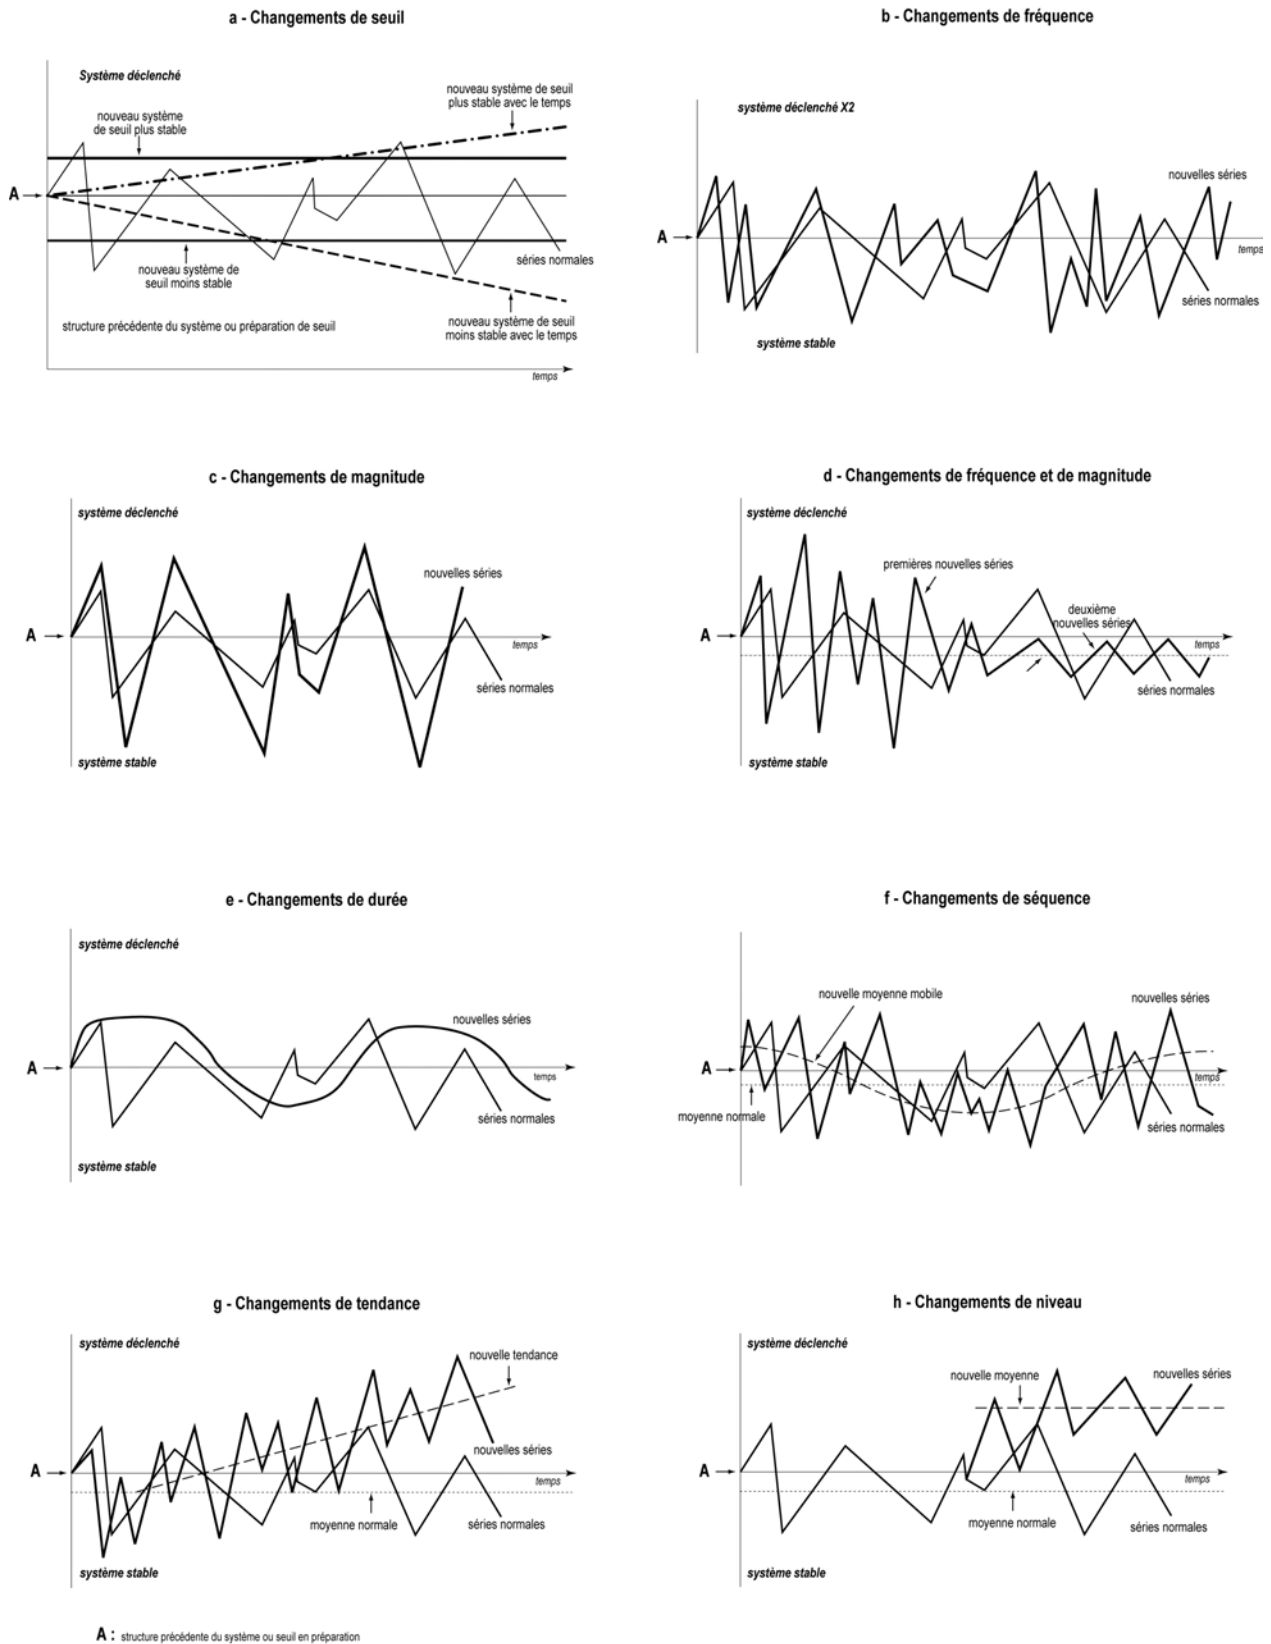 a - Changements de seuil
Système déclenché
nouveau système
de seuil plus stable
nouveau système de seuil
plus stable avec le temps
A
nouveau système de
seuil moins stable
séries normales
structure précédente du système ou préparation de seuil
nouveau système de seuil
moins stable avec le temps
temps
b - Changements de fréquence
système déclenché X2
nouvelles séries
A
temps
séries normales
système stable
c - Changements de magnitude
système déclenché
nouvelles séries
A
temps
séries normales
système stable
d - Changements de fréquence et de magnitude
système déclenché
premières nouvelles séries
deuxième
nouvelles séries
A
temps
séries normales
système stable
e - Changements de durée
système déclenché
nouvelles séries
A
temps
séries normales
système stable
f - Changements de séquence
nouvelle moyenne mobile
nouvelles séries
A
temps
moyenne normale
séries normales
g - Changements de tendance
système déclenché
nouvelle tendance
nouvelles séries
A
temps
moyenne normale
séries normales
système stable
h - Changements de niveau
système déclenché
nouvelle moyenne
nouvelles séries
A
temps
moyenne normale
séries normales
système stable
A : structure précédente du système ou seuil en préparation